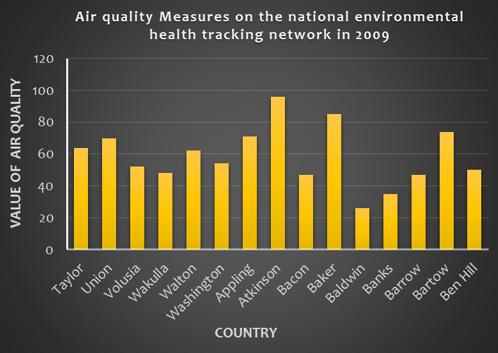 Air quality Measures on the national environmental
health tracking network in 2009
VALUE OF AIR QUALITY
120
100
80
60
40
20
0
Taylor
Union
Volusia
Wakulla
Walton
Washington
Appling
Atkinson
Bacon
Baker
Baldwin
Banks
Barrow
Bartow
Ben Hill
COUNTRY